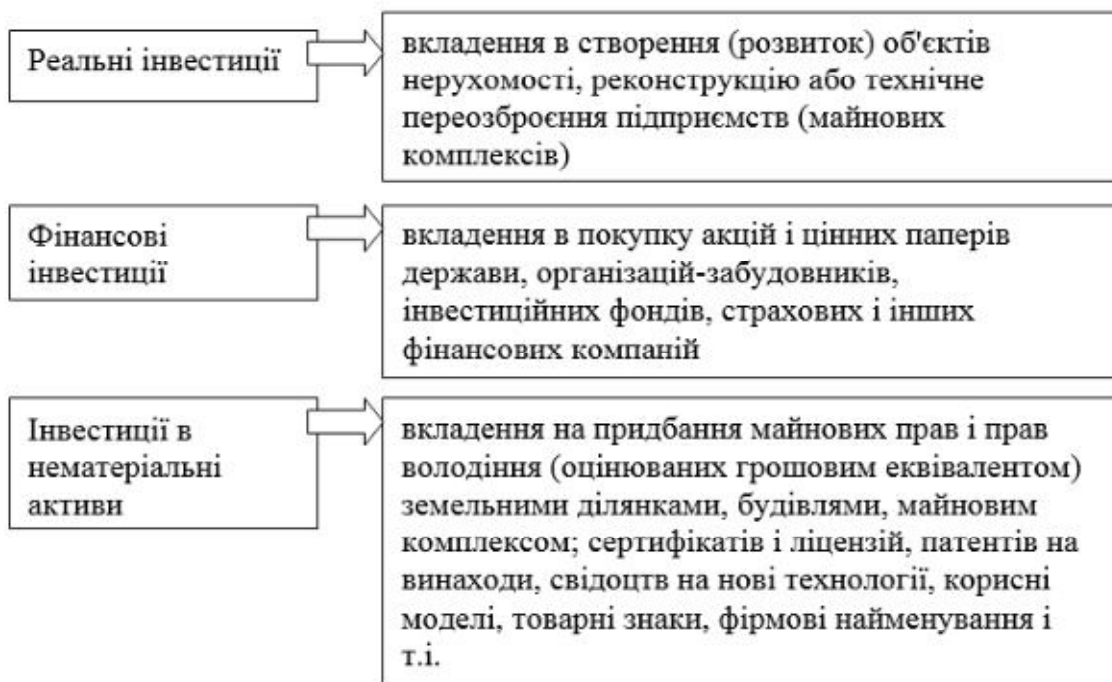 Реальні інвестиції
вкладення в створення (розвиток) об'єктів
нерухомості, реконструкцію або технічне
переозброєння підприємств (майнових
комплексів)
Фінансові
інвестиції
вкладення в покупку акцій і цінних паперів
держави, організацій-забудовників,
інвестиційних фондів, страхових і інших
фінансових компаній
Інвестиції в
нематеріальні
активи
вкладення на придбання майнових прав і прав
володіння (оцінюваних грошовим еквівалентом)
земельними ділянками, будівлями, майновим
комплексом; сертифікатів і ліцензій, патентів на
винаходи, свідоцтв на нові технології, корисні
моделі, товарні знаки, фірмові найменування і
т.і.